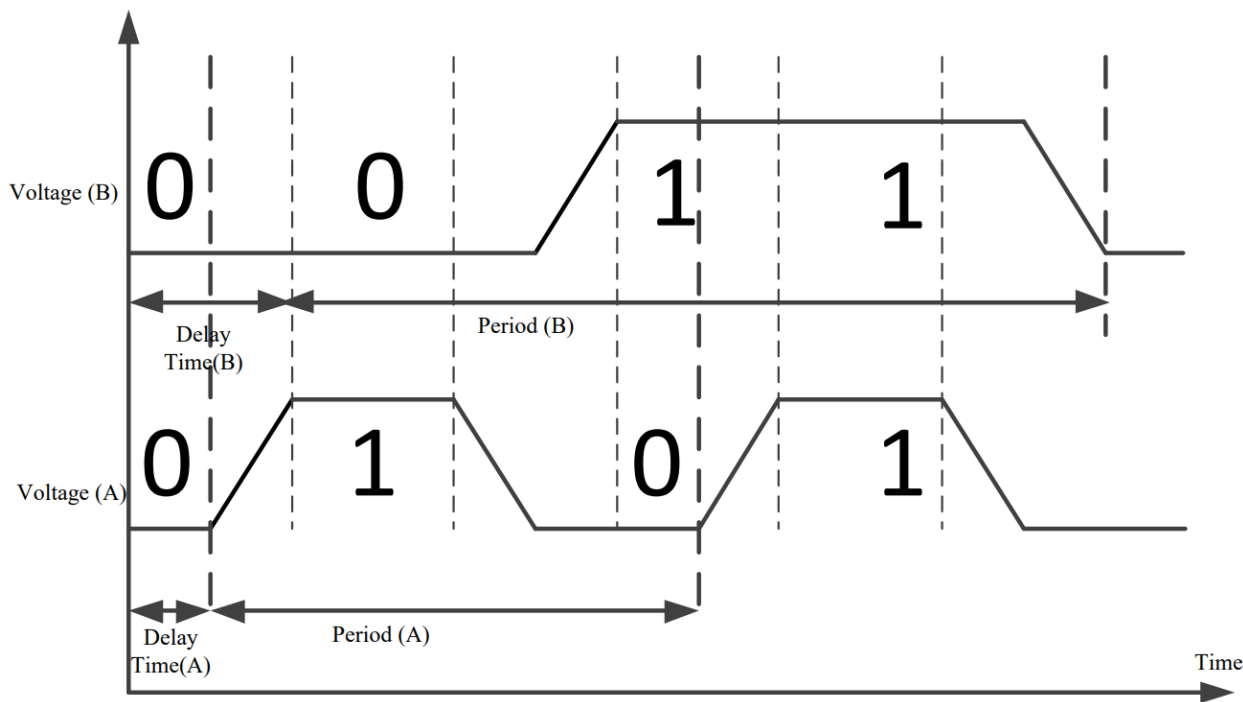 0 0 1 1
Voltage (B)
Delay
Time(B)
Period (B)
0 1 0 1
Voltage (A)
Delay
Time(A)
Period (A)
Time